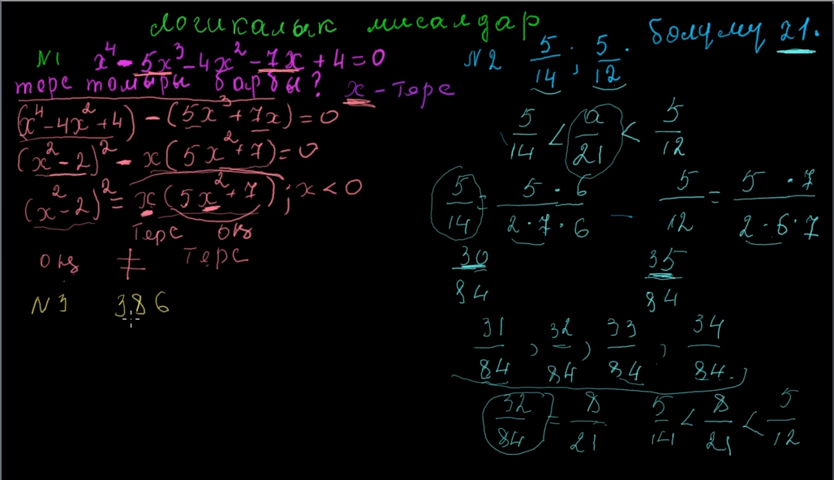 Логикалык мисалдар
N1 x⁴ - 5x³ - 4x² - 7x + 4 = 0
терс томуры барбы? x - терс
(x⁴ - 4x² + 4) - (5x³ + 7x) = 0
(x² - 2)² - x(5x² + 7) = 0
(x² - 2)² = x(5x² + 7); x < 0
терс оң
оң ≠ терс
N3 386
N2 5/14; 5/12. бөлүмү 21.
5/14 < a/21 < 5/12
5/14 = 5·6/2·7·6 5/12 = 5·7/2·6·7
30/84 35/84
31/84, 32/84, 33/84, 34/84.
32/84 = 8/21 5/14 < 8/21 < 5/12